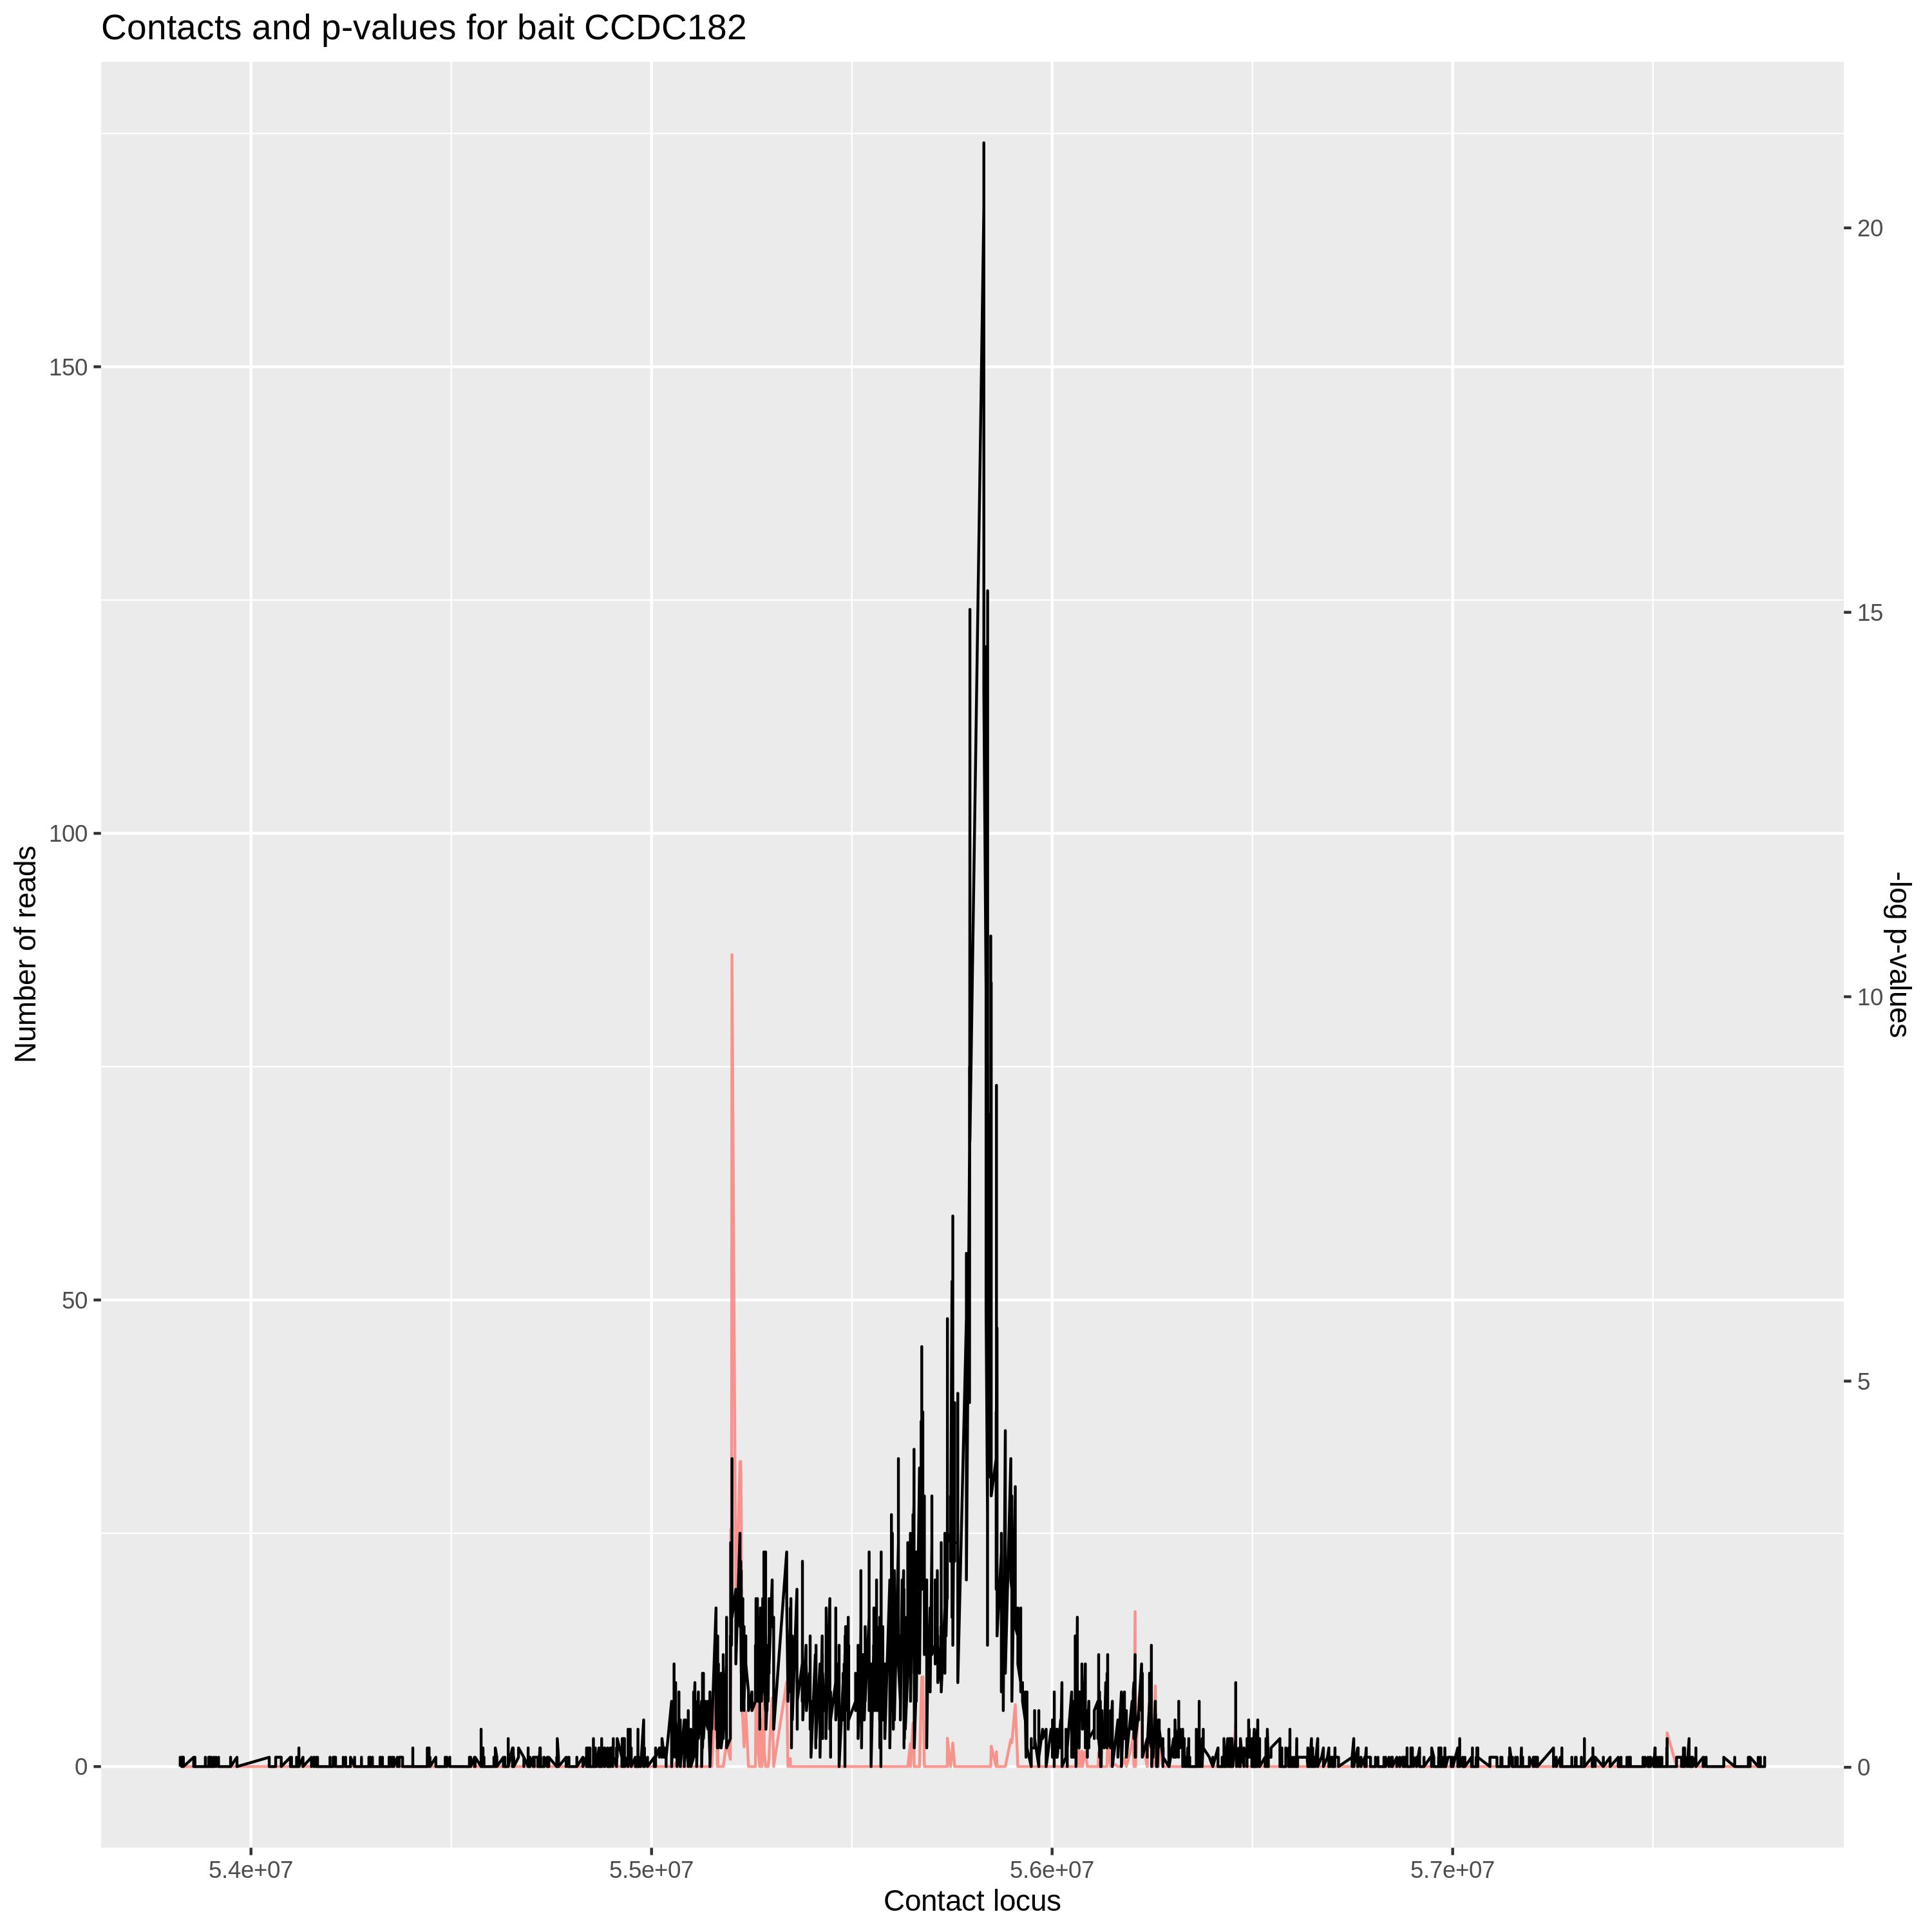 Contacts and p-values for bait CCDC182
Number of reads
150
100
50
0
20
15
10
5
0
-log p-values
5.4e+07
5.5e+07
5.6e+07
5.7e+07
Contact locus